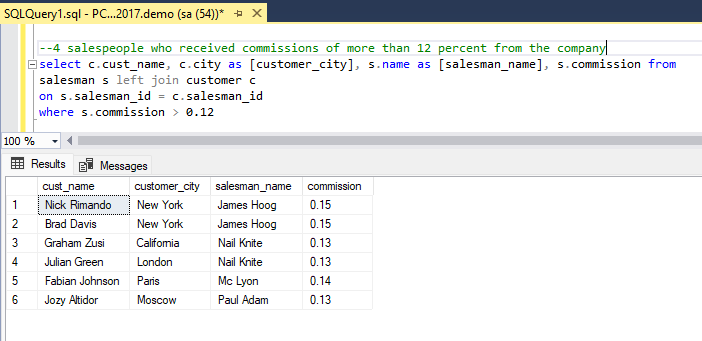 SQLQuery1.sql - PC...2017.demo (sa (54))*
--4 salespeople who received commissions of more than 12 percent from the company
select c.cust_name, c.city as [customer_city], s.name as [salesman_name], s.commission from
salesman s left join customer c
on s.salesman_id = c.salesman_id
where s.commission > 0.12
100 %
Results Messages
cust_name customer_city salesman_name commission
1 Nick Rimando New York James Hoog 0.15
2 Brad Davis New York James Hoog 0.15
3 Graham Zusi California Nail Knite 0.13
4 Julian Green London Nail Knite 0.13
5 Fabian Johnson Paris Mc Lyon 0.14
6 Jozy Altidor Moscow Paul Adam 0.13